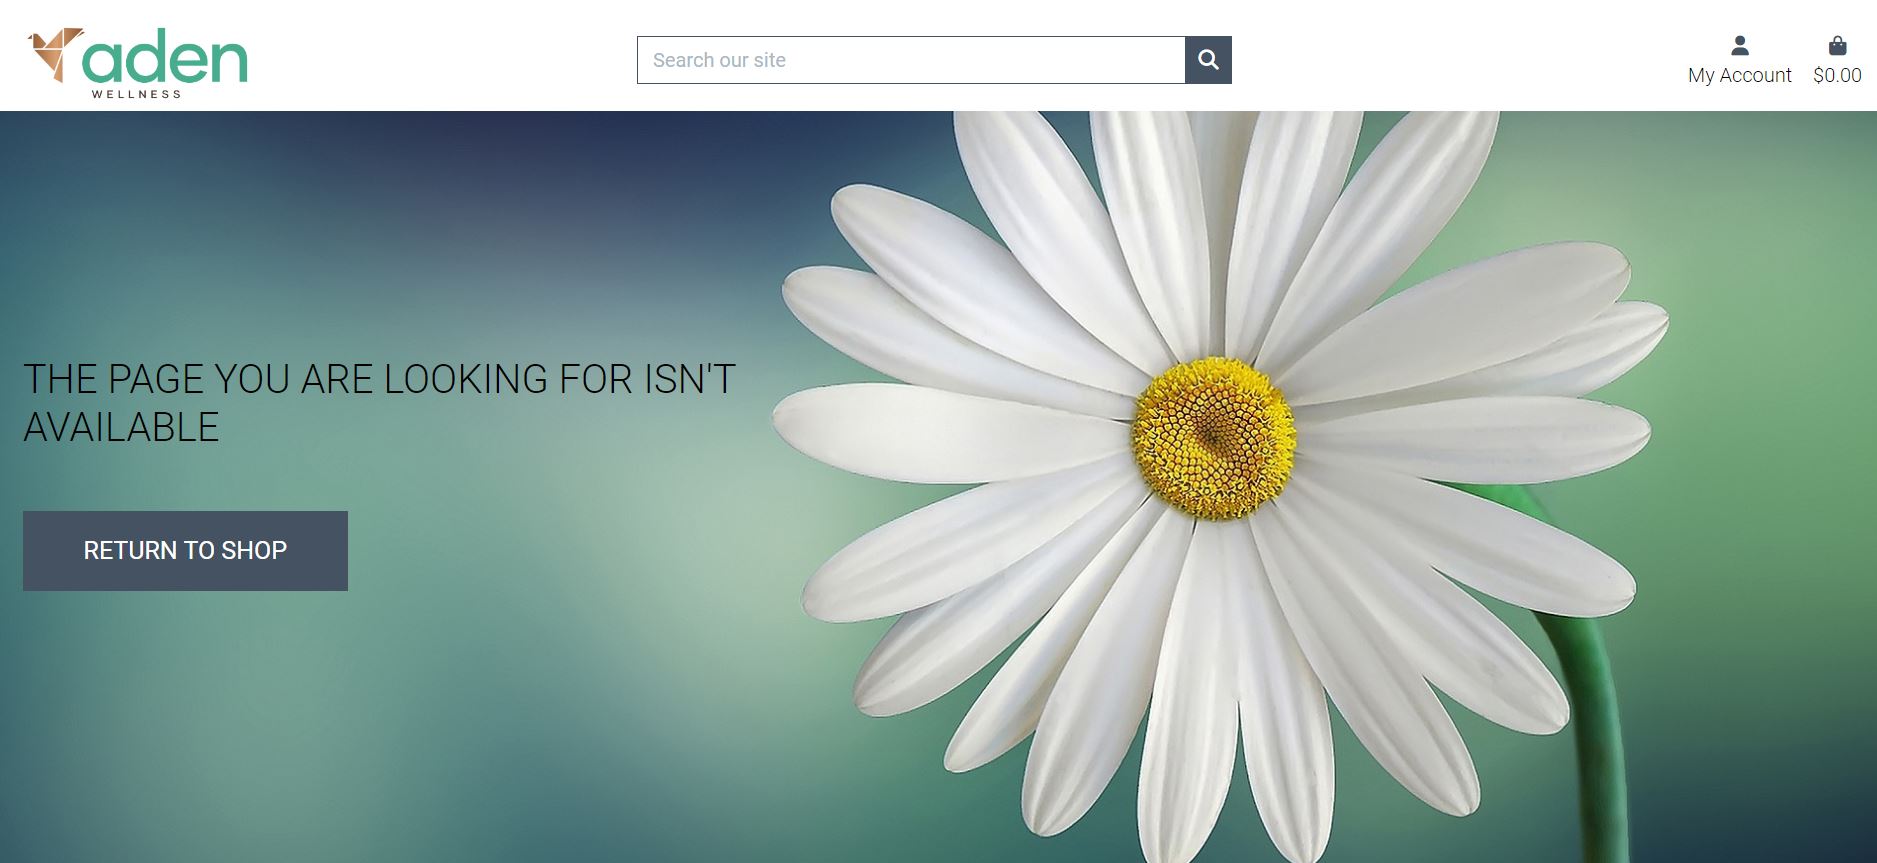 aden
WELLNESS
Search our site
My Account
$0.00
THE PAGE YOU ARE LOOKING FOR ISN'T
AVAILABLE
RETURN TO SHOP